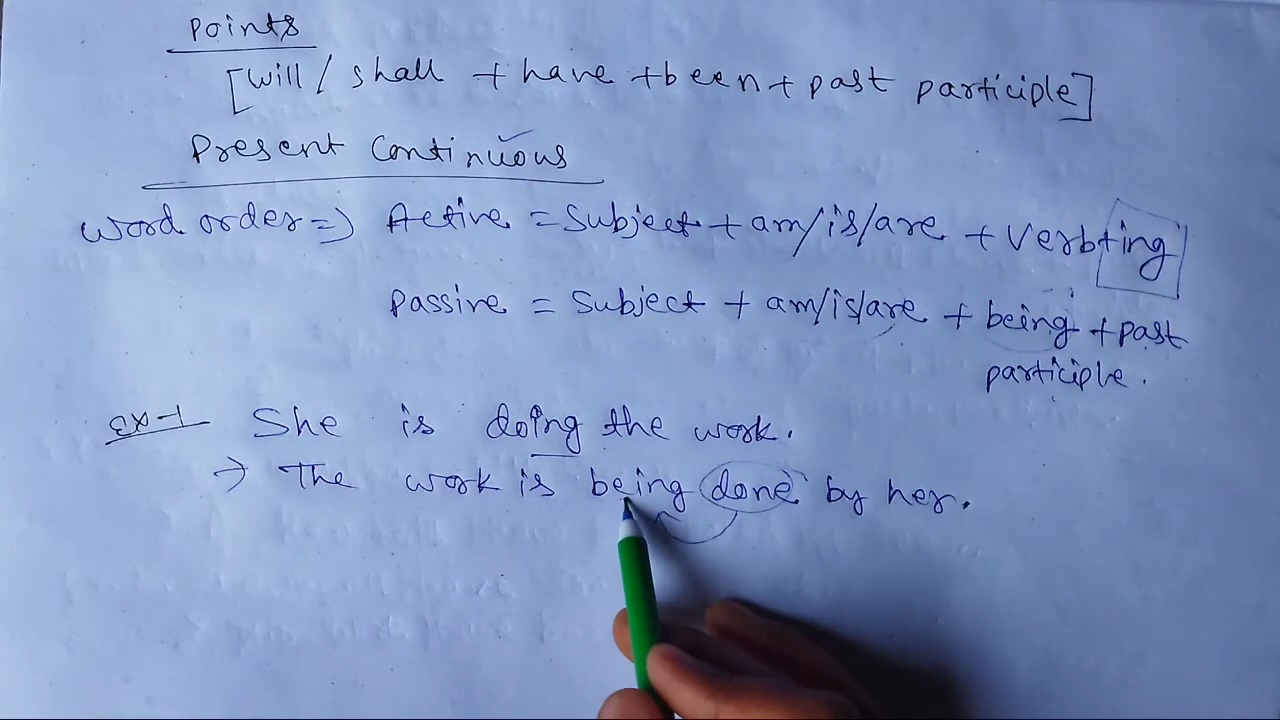 Points
[Will/ shall + have +been+ past participle]
Present Continuous
Word order=> Active = Subject + am/is/are + Verb+ing
Passive = Subject + am/is/are + being + past
participle.
Ex-1 She is doing the work.
→ The work is being done by her.